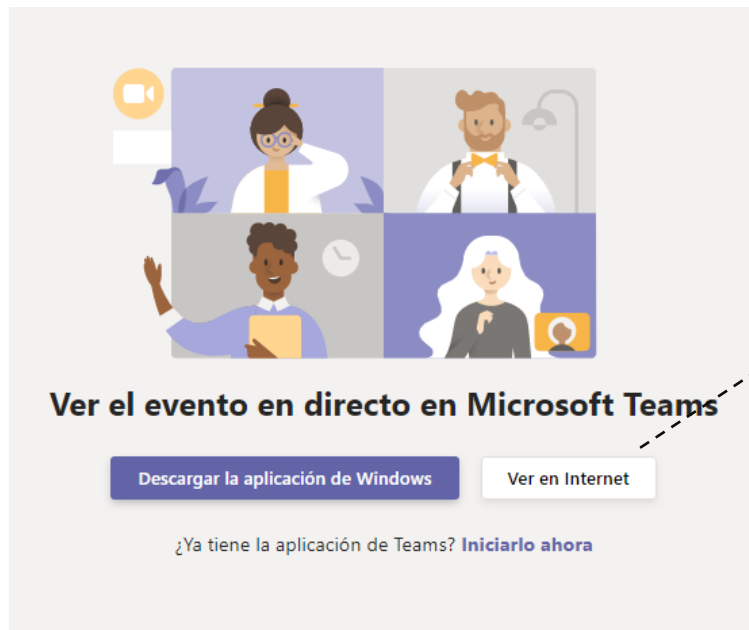 Ver el evento en directo en Microsoft Teams
Descargar la aplicación de Windows
Ver en Internet
¿Ya tiene la aplicación de Teams? Iniciarlo ahora